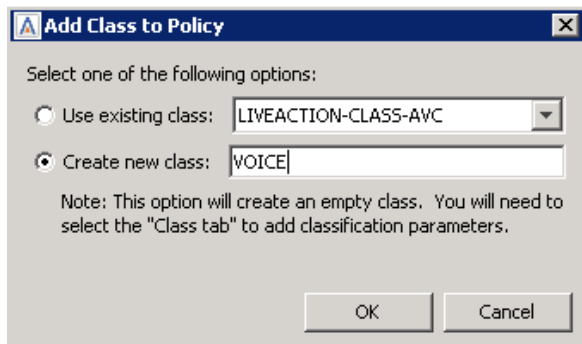 Add Class to Policy
Select one of the following options:
Use existing class: LIVEACTION-CLASS-AVC
Create new class: VOICE
Note: This option will create an empty class. You will need to
select the "Class tab" to add classification parameters.
OK Cancel